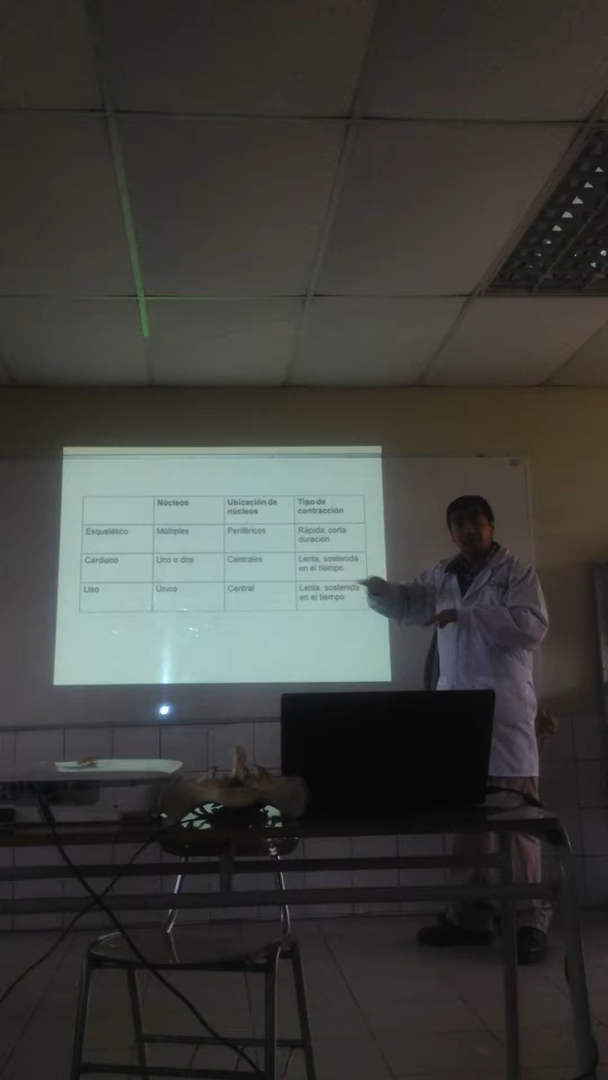 Núcleos Ubicación de núcleos Tipo de contracción
Esquelético Múltiples Periféricos Rápida, corta duración
Cardiaco Uno o dos Centrales Lenta, sostenida en el tiempo
Liso Único Central Lenta, sostenida en el tiempo